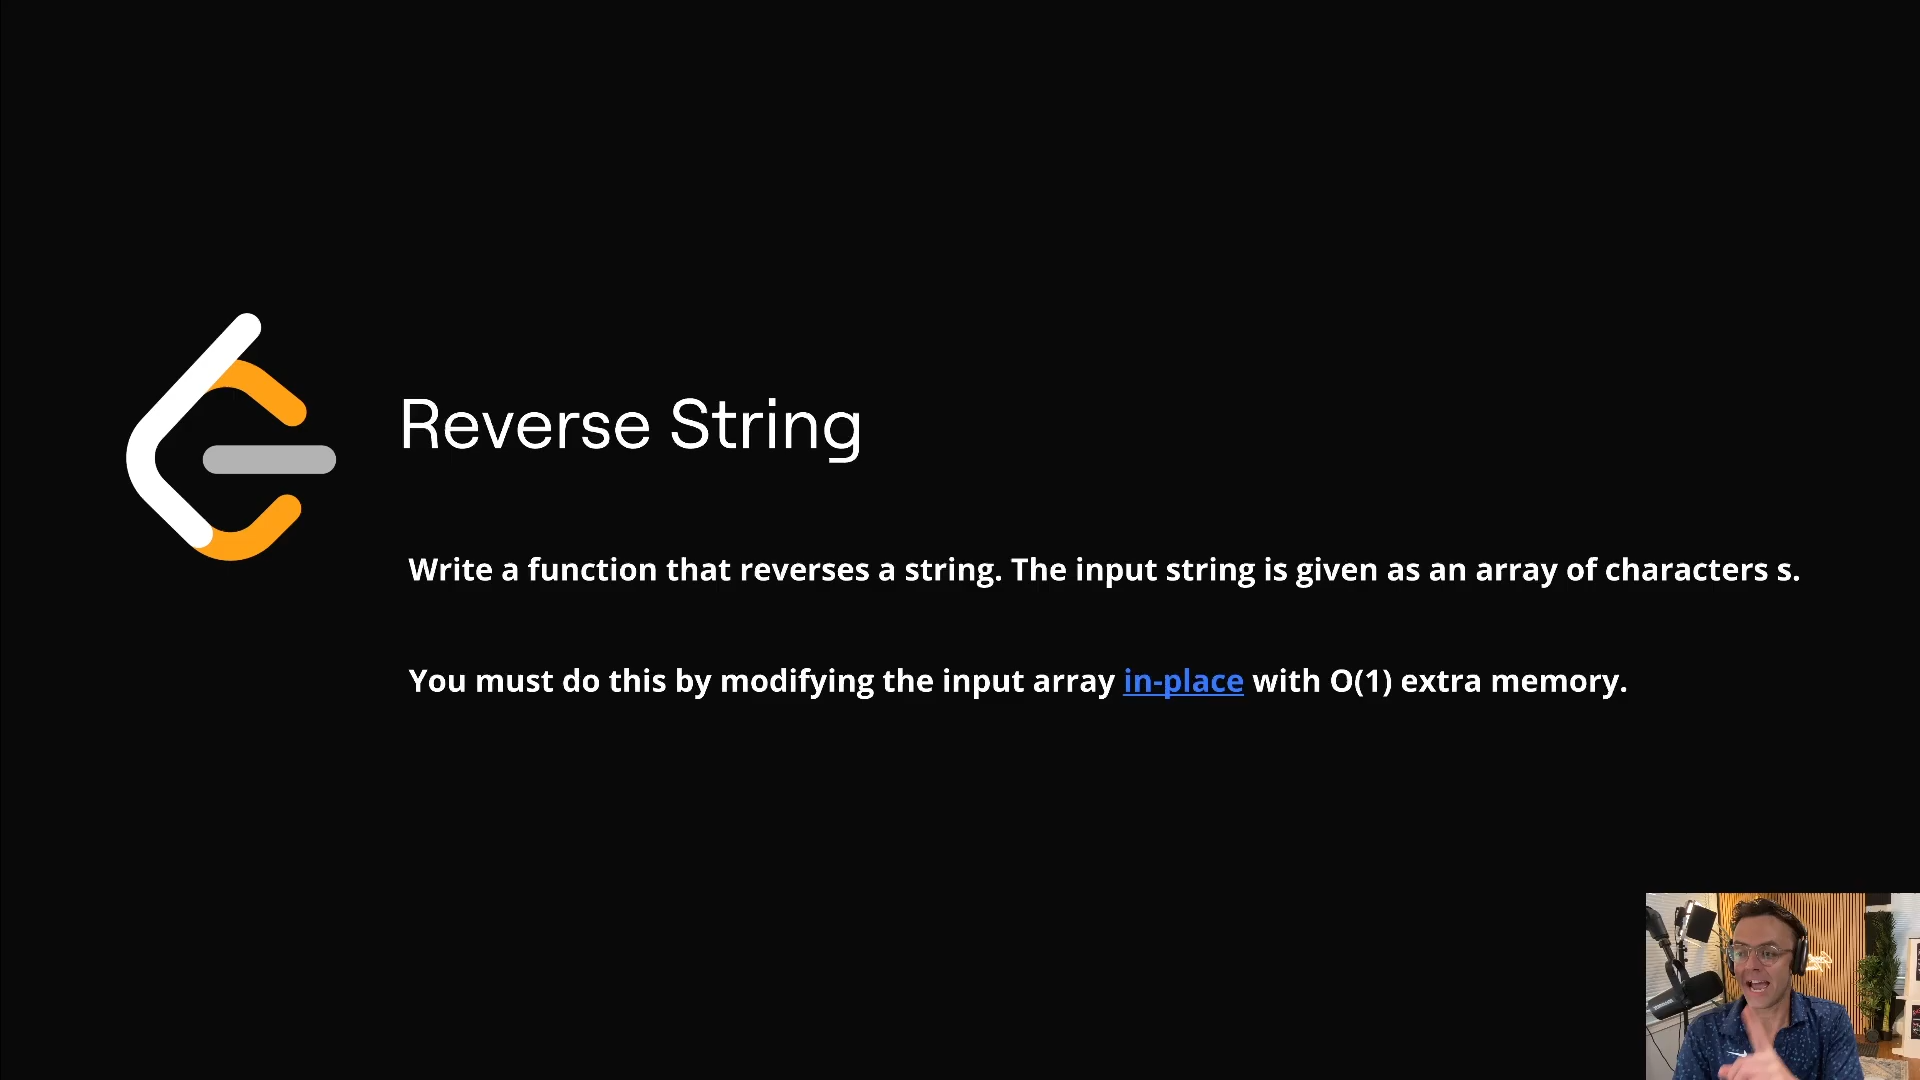 Reverse String
Write a function that reverses a string. The input string is given as an array of characters s.
You must do this by modifying the input array in-place with O(1) extra memory.